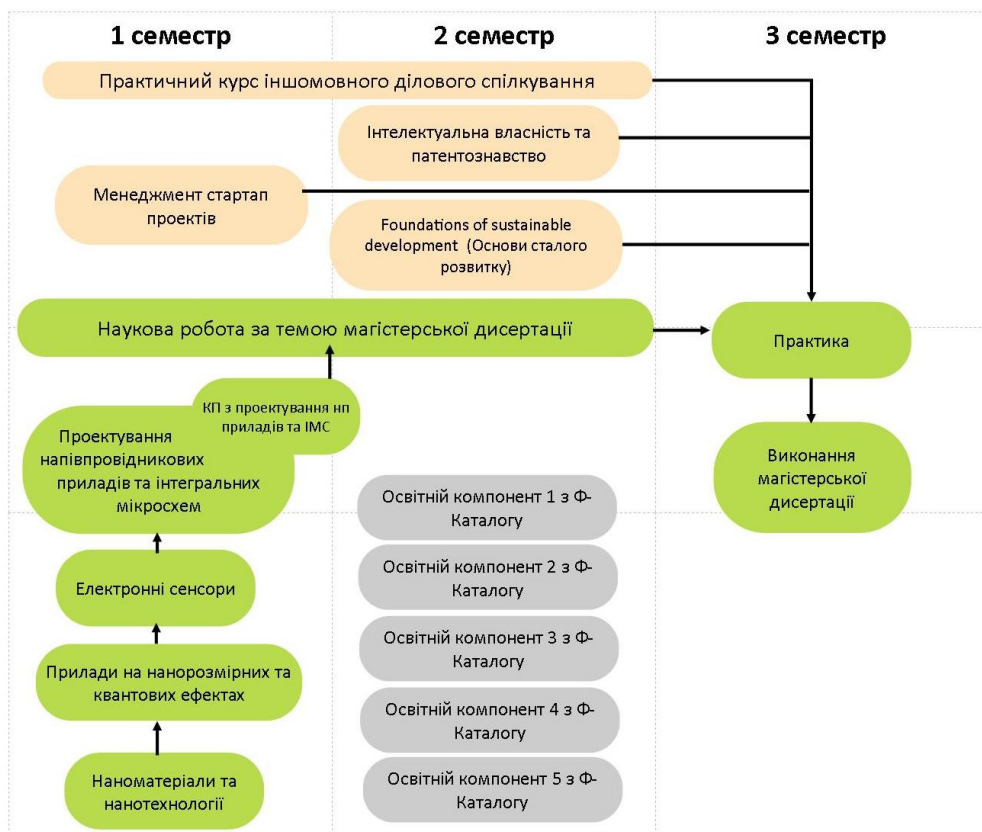 1 семестр
2 семестр
3 семестр
Практичний курс іншомовного ділового спілкування
Інтелектуальна власність та
патентознавство
Менеджмент стартап
проектів
Foundations of sustainable
development (Основи сталого
розвитку)
Наукова робота за темою магістерської дисертації
Практика
КП з проектування нп
приладів та ІМС
Проектування
напівпровідникових
приладів та інтегральних
мікросхем
Виконання
магістерської
дисертації
Освітній компонент 1 з Ф-
Каталогу
Електронні сенсори
Освітній компонент 2 з Ф-
Каталогу
Освітній компонент 3 з Ф-
Каталогу
Прилади на нанорозмірних та
квантових ефектах
Освітній компонент 4 з Ф-
Каталогу
Наноматеріали та
нанотехнології
Освітній компонент 5 з Ф-
Каталогу